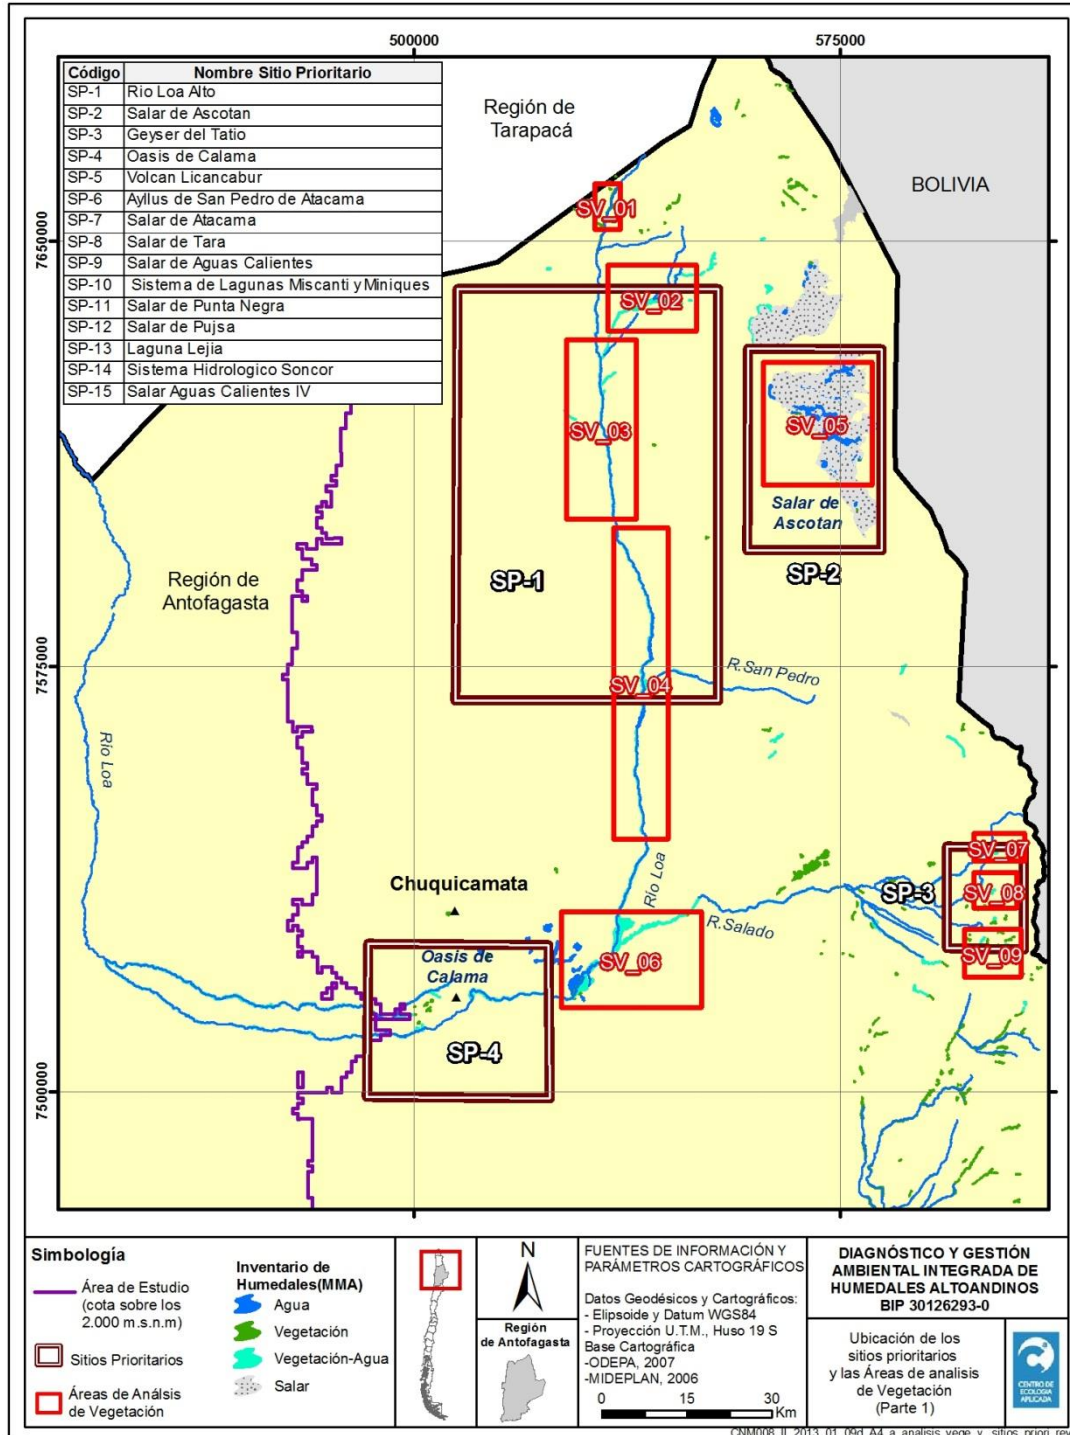 500000
575000
Código Nombre Sitio Prioritario
SP-1 Rio Loa Alto
SP-2 Salar de Ascotan
SP-3 Geyser del Tatio
SP-4 Oasis de Calama
SP-5 Volcan Licancabur
SP-6 Ayllus de San Pedro de Atacama
SP-7 Salar de Atacama
SP-8 Salar de Tara
SP-9 Salar de Aguas Calientes
SP-10 Sistema de Lagunas Miscanti y Miniques
SP-11 Salar de Punta Negra
SP-12 Salar de Pujsa
SP-13 Laguna Lejia
SP-14 Sistema Hidrologico Soncor
SP-15 Salar Aguas Calientes IV
Región de
Tarapacá
BOLIVIA
7650000
SV_01
SV_02
SV_03
SV_05
Salar de
Ascotan
SP-1
SP-2
Región de
Antofagasta
7575000
R.San Pedro
SV_04
Rio Loa
SV_07
SP-3
SV_08
Chuquicamata
Rio Loa
R.Salado
SV_09
Oasis de
Calama
SV_06
SP-4
7500000
Simbología
Área de Estudio
(cota sobre los
2.000 m.s.n.m)
Sitios Prioritarios
Áreas de Análsis
de Vegetación
Inventario de
Humedales(MMA)
Agua
Vegetación
Vegetación-Agua
Salar
N
Región
de Antofagasta
FUENTES DE INFORMACIÓN Y
PARÁMETROS CARTOGRÁFICOS
Datos Geodésicos y Cartográficos:
- Elipsoide y Datum WGS84
- Proyección U.T.M., Huso 19 S
Base Cartográfica
-ODEPA, 2007
-MIDEPLAN, 2006
0 15 30
Km
DIAGNÓSTICO Y GESTIÓN
AMBIENTAL INTEGRADA DE
HUMEDALES ALTOANDINOS
BIP 30126293-0
Ubicación de los
sitios prioritarios
y las Áreas de analisis
de Vegetación
(Parte 1)
CENTRO DE
ECOLOGIA
APLICADA